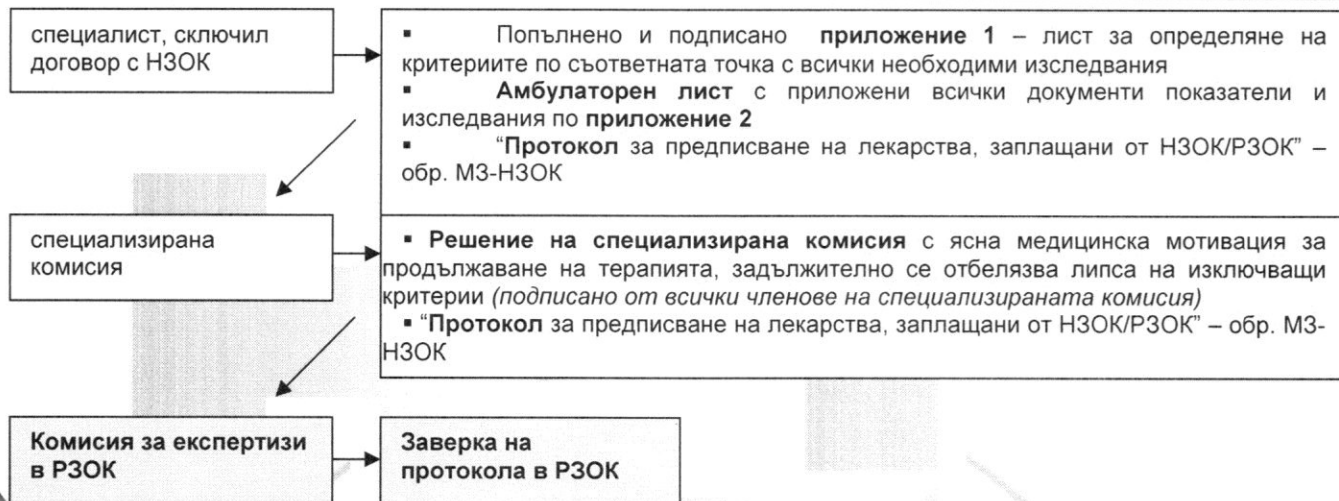 специалист, сключил
договор с НЗОК
▪ Попълнено и подписано приложение 1 – лист за определяне на
критериите по съответната точка с всички необходими изследвания
▪ Амбулаторен лист с приложени всички документи показатели и
изследвания по приложение 2
▪ “Протокол за предписване на лекарства, заплащани от НЗОК/РЗОК” –
обр. МЗ-НЗОК
специализирана
комисия
▪ Решение на специализирана комисия с ясна медицинска мотивация за
продължаване на терапията, задължително се отбелязва липса на изключващи
критерии (подписано от всички членове на специализираната комисия)
▪ “Протокол за предписване на лекарства, заплащани от НЗОК/РЗОК” – обр. МЗ-
НЗОК
Комисия за експертизи
в РЗОК
Заверка на
протокола в РЗОК